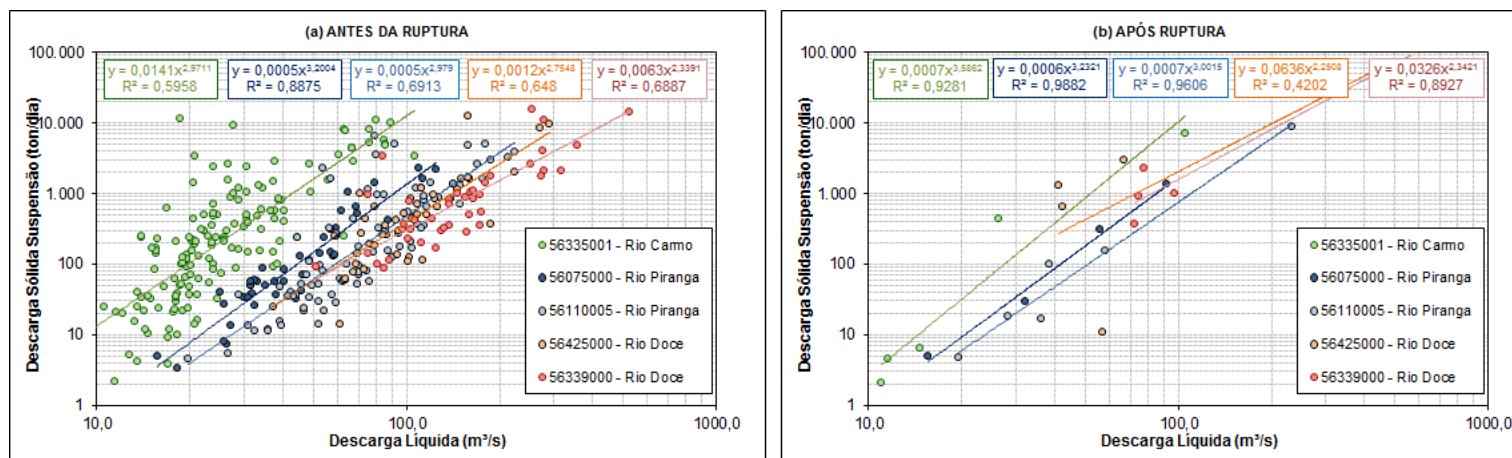 (a) ANTES DA RUPTURA
Descarga Sólida Suspensão (ton/dia)
100.000
10.000
1.000
100
10
1
y = 0,0141x^2,9711
R² = 0,5958
y = 0,0005x^3,2004
R² = 0,8875
y = 0,0005x^2,979
R² = 0,6913
y = 0,0012x^2,7548
R² = 0,648
y = 0,0063x^2,3391
R² = 0,6887
56335001 - Rio Carmo
56075000 - Rio Piranga
56110005 - Rio Piranga
56425000 - Rio Doce
56339000 - Rio Doce
10,0
100,0
1000,0
Descarga Líquida (m³/s)
(b) APÓS RUPTURA
Descarga Sólida Suspensão (ton/dia)
100.000
10.000
1.000
100
10
1
y = 0,0007x^3,5862
R² = 0,9281
y = 0,0006x^3,2321
R² = 0,9882
y = 0,0007x^3,0015
R² = 0,9606
y = 0,0636x^2,2508
R² = 0,4202
y = 0,0326x^2,3421
R² = 0,8927
56335001 - Rio Carmo
56075000 - Rio Piranga
56110005 - Rio Piranga
56425000 - Rio Doce
56339000 - Rio Doce
10,0
100,0
1000,0
Descarga Líquida (m³/s)